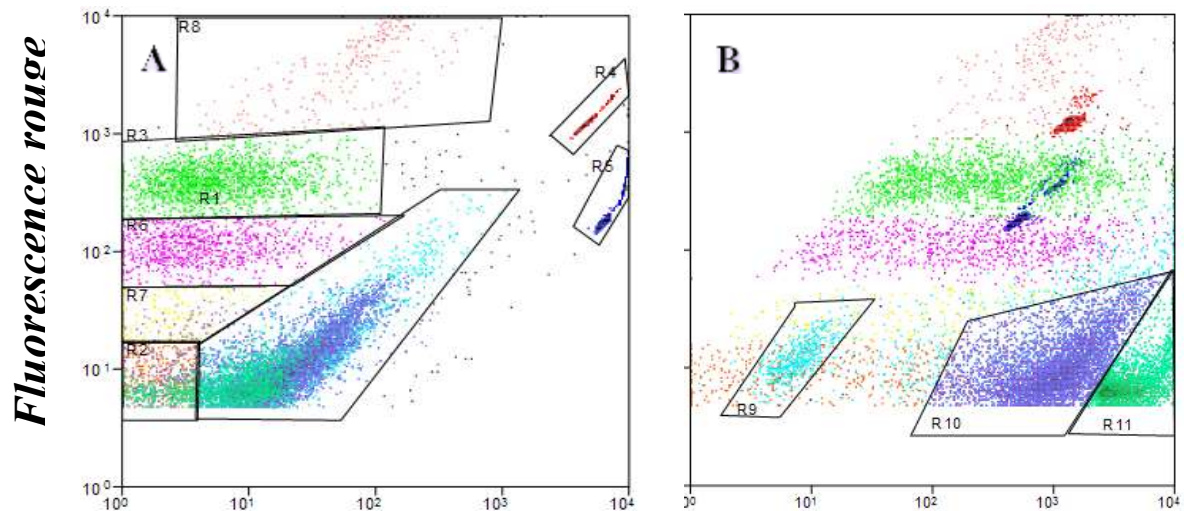 Fluorescence rouge
A
R8
R4
R3
R5
R1
R6
R7
R2
10⁴
10³
10²
10¹
10⁰
10⁰ 10¹ 10² 10³ 10⁴
B
R9
R10
R11
10⁰ 10¹ 10² 10³ 10⁴